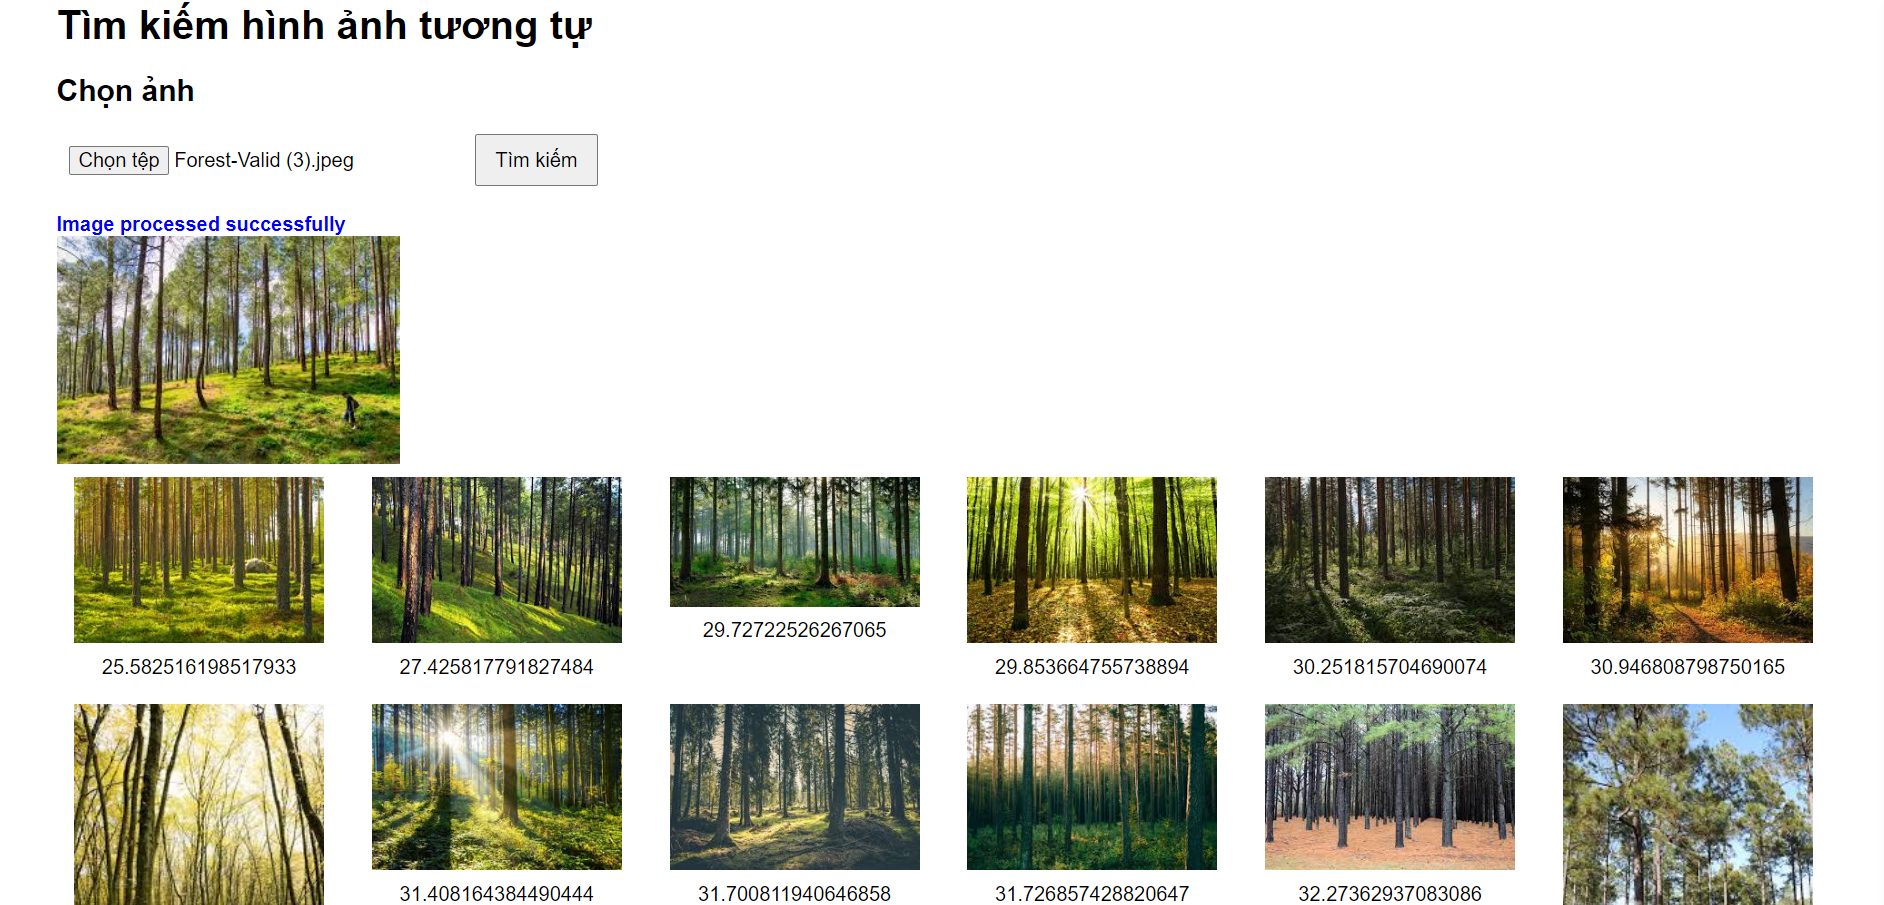 Tìm kiếm hình ảnh tương tự
Chọn ảnh
Chọn tệp Forest-Valid (3).jpeg Tìm kiếm
Image processed successfully
29.72722526267065
25.582516198517933 27.425817791827484 29.853664755738894 30.251815704690074 30.946808798750165
31.408164384490444 31.700811940646858 31.726857428820647 32.27362937083086